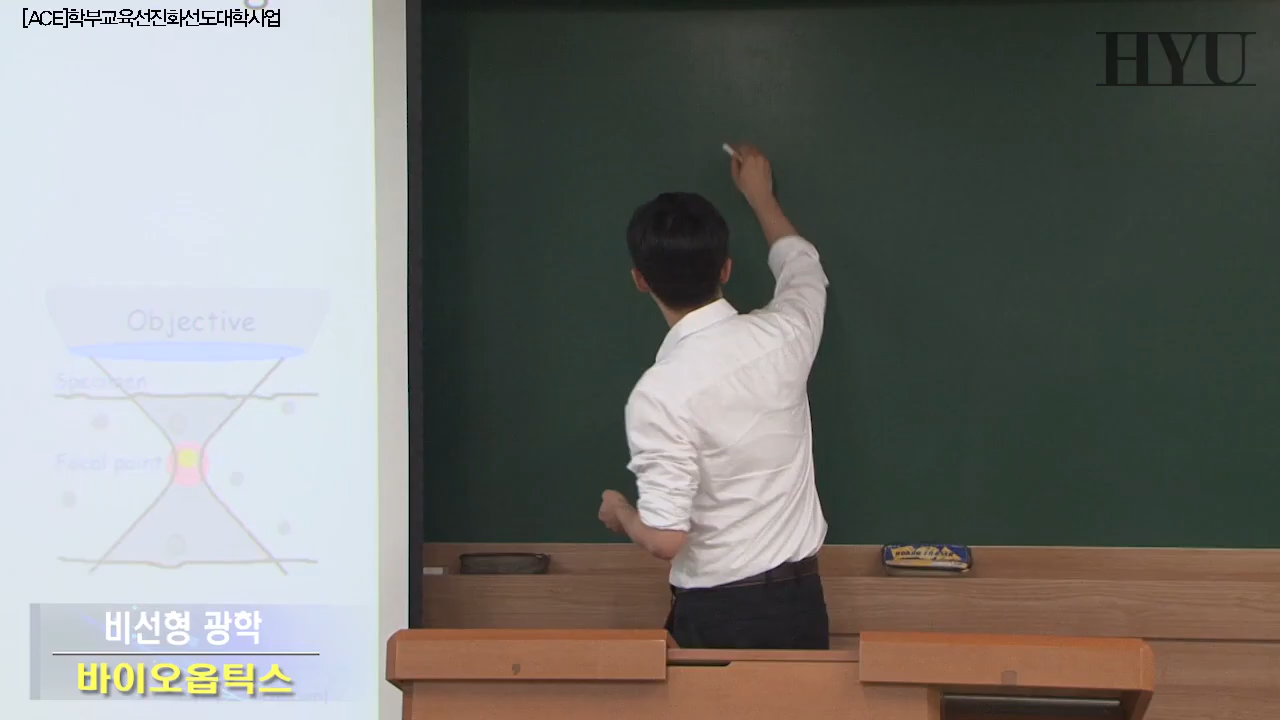 [ACE]학부교육선진화선도대학사업
HYU
Objective
Specimen
Focal point
비선형 광학
바이오옵틱스